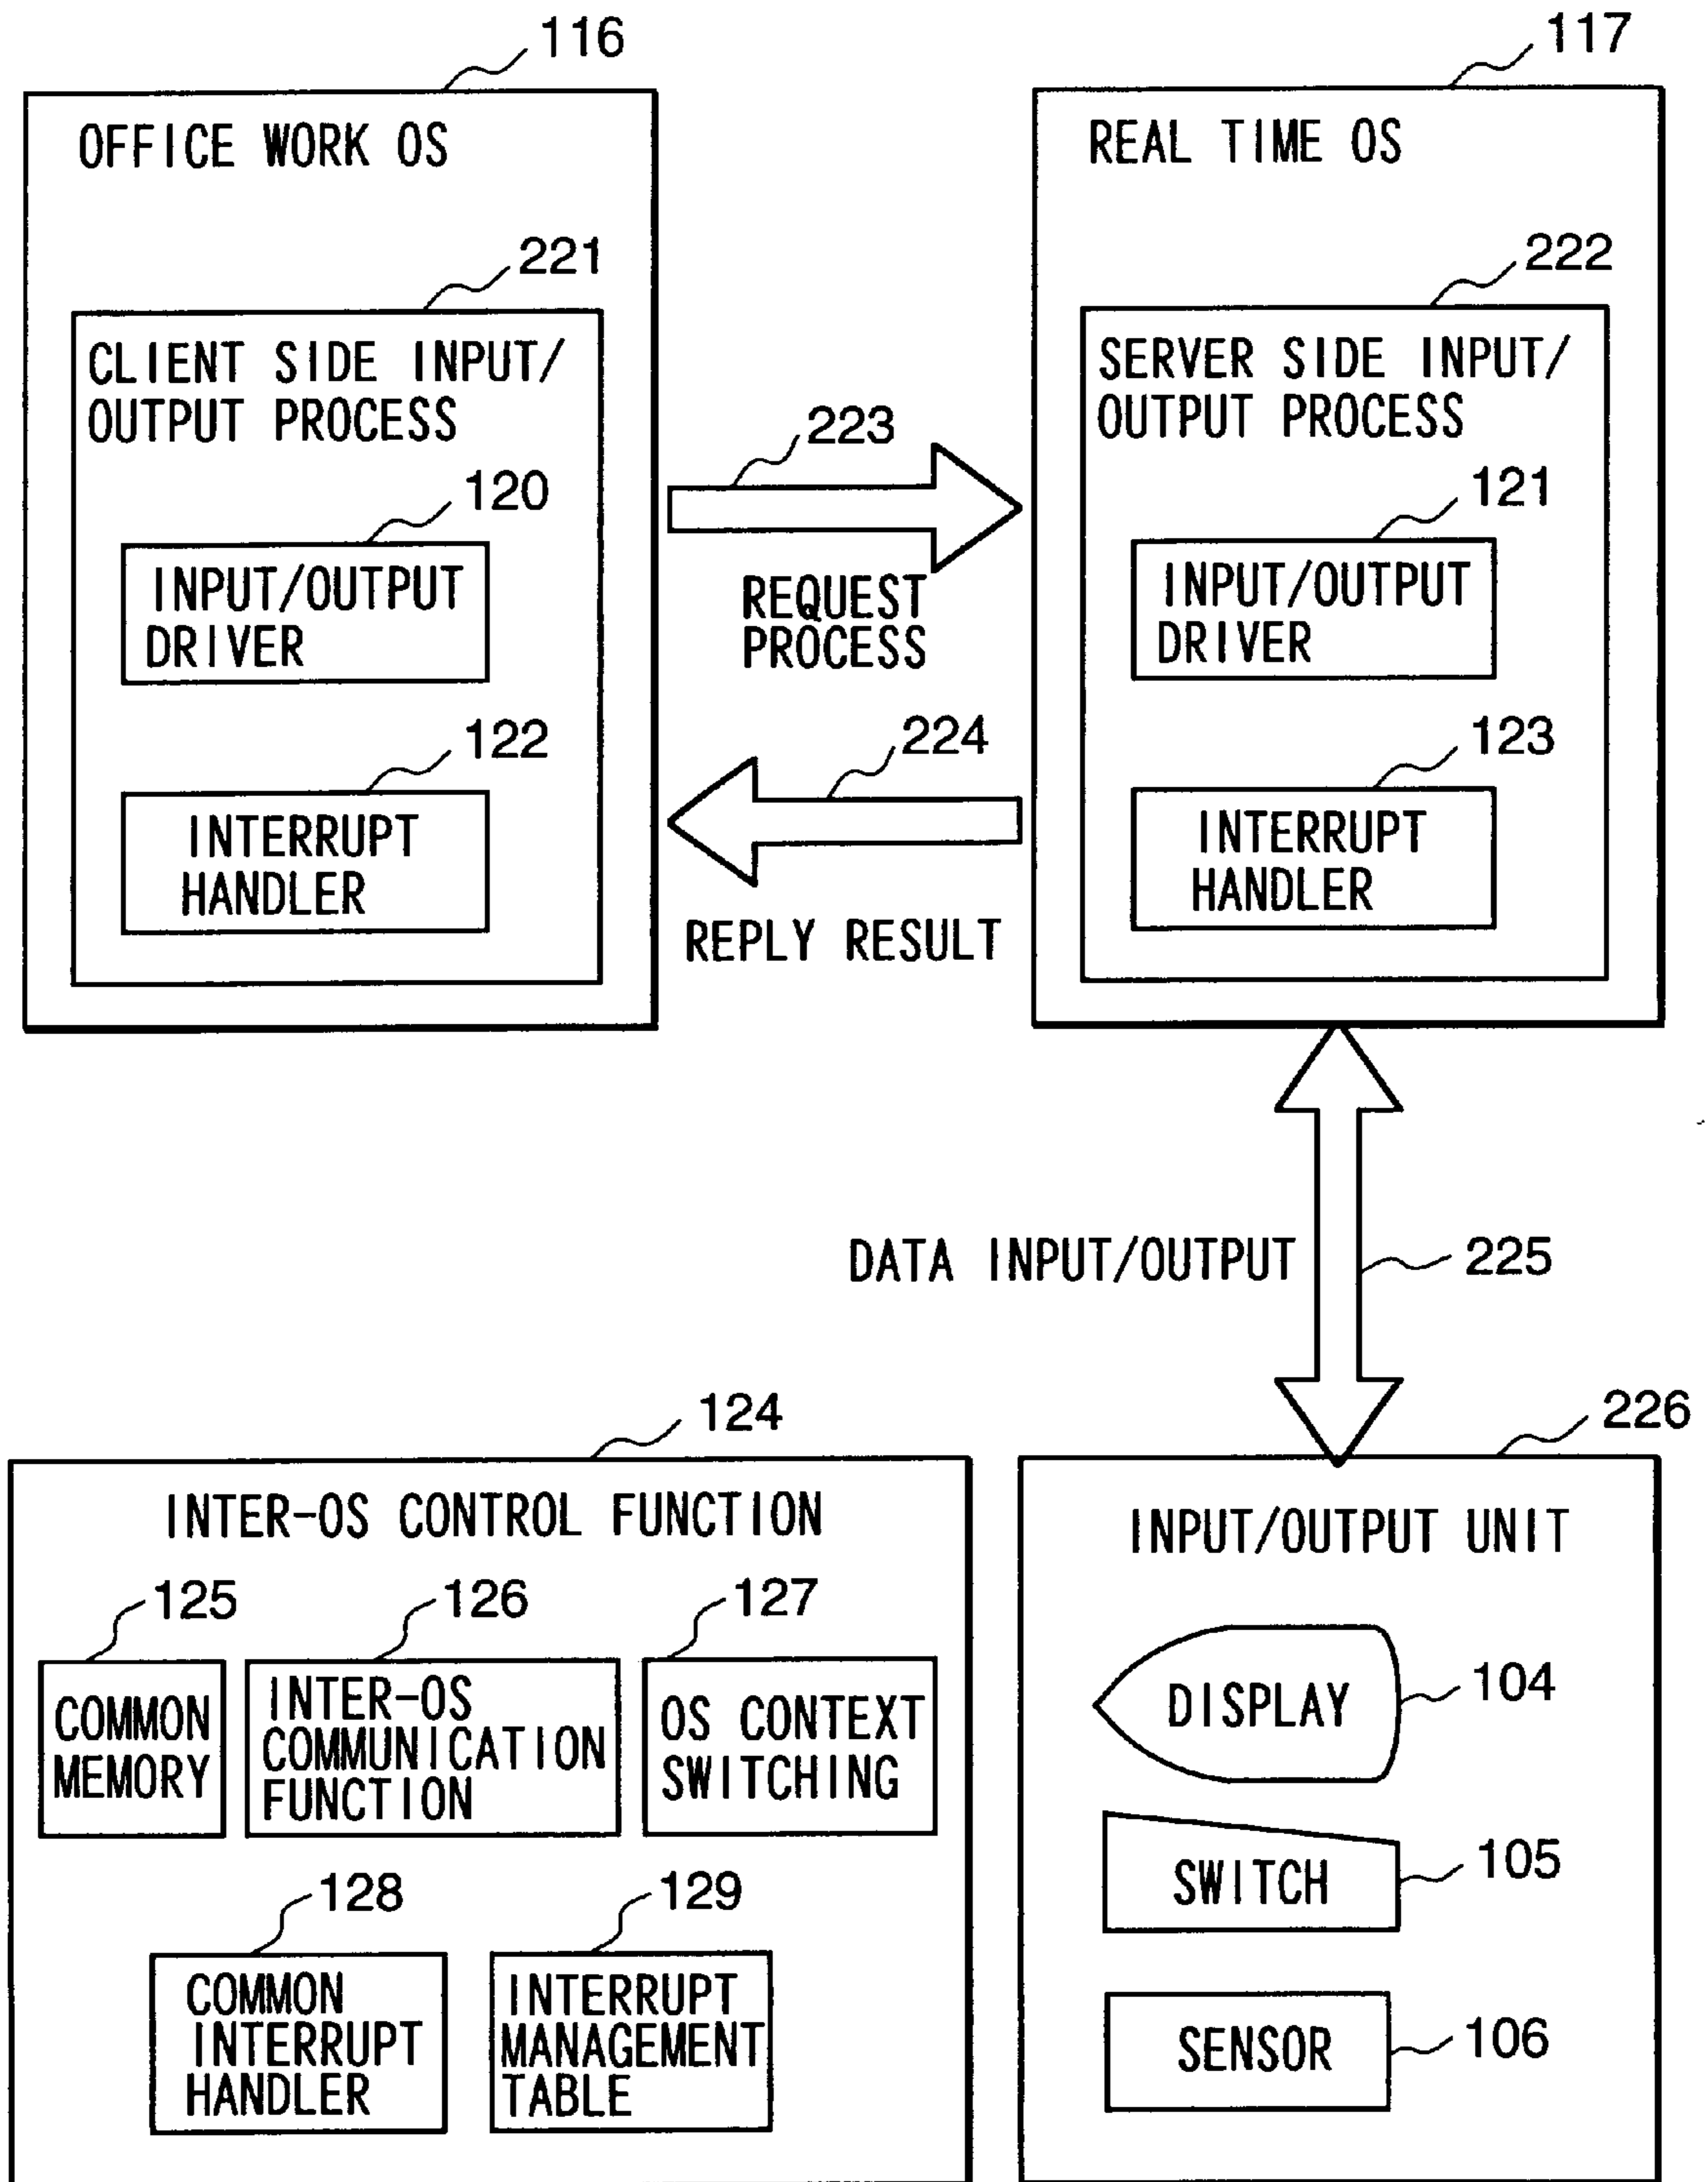 116
OFFICE WORK OS
221
CLIENT SIDE INPUT/
OUTPUT PROCESS
120
INPUT/OUTPUT
DRIVER
122
INTERRUPT
HANDLER
223
REQUEST
PROCESS
224
REPLY RESULT
117
REAL TIME OS
222
SERVER SIDE INPUT/
OUTPUT PROCESS
121
INPUT/OUTPUT
DRIVER
123
INTERRUPT
HANDLER
DATA INPUT/OUTPUT
225
124
INTER-OS CONTROL FUNCTION
125
COMMON
MEMORY
126
INTER-OS
COMMUNICATION
FUNCTION
127
OS CONTEXT
SWITCHING
128
COMMON
INTERRUPT
HANDLER
129
INTERRUPT
MANAGEMENT
TABLE
226
INPUT/OUTPUT UNIT
DISPLAY
104
SWITCH
105
SENSOR
106